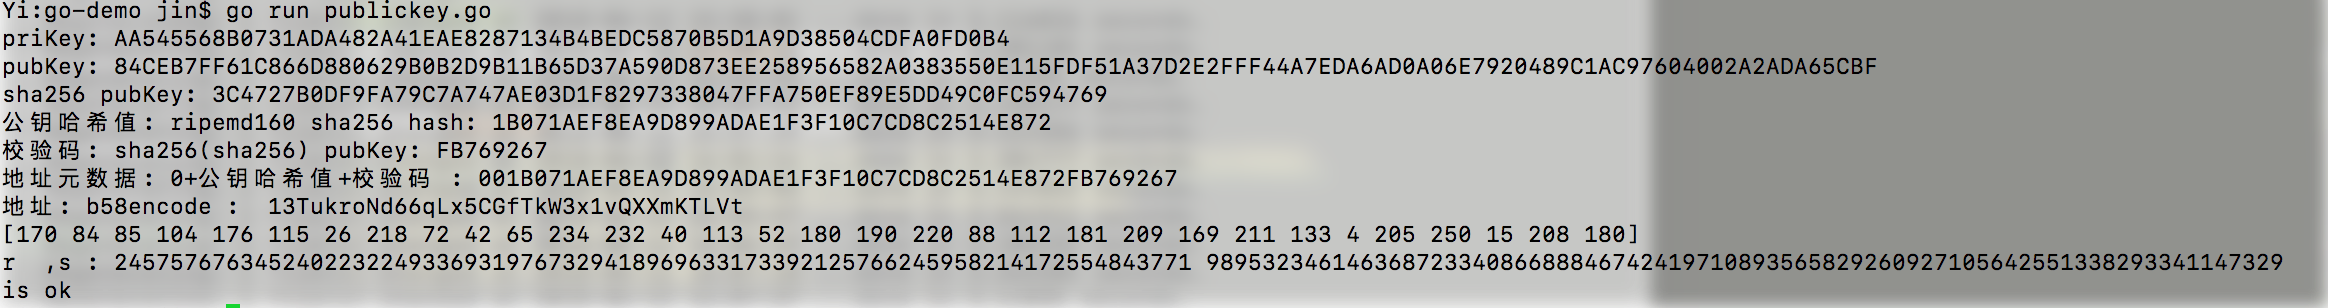 Yi:go-demo jin$ go run publickey.go
priKey: AA545568B0731ADA482A41EAE8287134B4BEDC5870B5D1A9D38504CDFA0FD0B4
pubKey: 84CEB7FF61C866D880629B0B2D9B11B65D37A590D873EE258956582A0383550E115FDF51A37D2E2FFF44A7EDA6AD0A06E7920489C1AC97604002A2ADA65CBF
sha256 pubKey: 3C4727B0DF9FA79C7A747AE03D1F8297338047FFA750EF89E5DD49C0FC594769
公钥哈希值: ripemd160 sha256 hash: 1B071AEF8EA9D899ADAE1F3F10C7CD8C2514E872
校验码: sha256(sha256) pubKey: FB769267
地址元数据: 0+公钥哈希值+校验码 : 001B071AEF8EA9D899ADAE1F3F10C7CD8C2514E872FB769267
地址: b58encode :  13TukroNd66qLx5CGfTkW3x1vQXXmKTLVt
[170 84 85 104 176 115 26 218 72 42 65 234 232 40 113 52 180 190 220 88 112 181 209 169 211 133 4 205 250 15 208 180]
r  ,s : 24575767634524022322493369319767329418969633173392125766245958214172554843771 98953234614636872334086688846742419710893565829260927105642551338293341147329
is ok